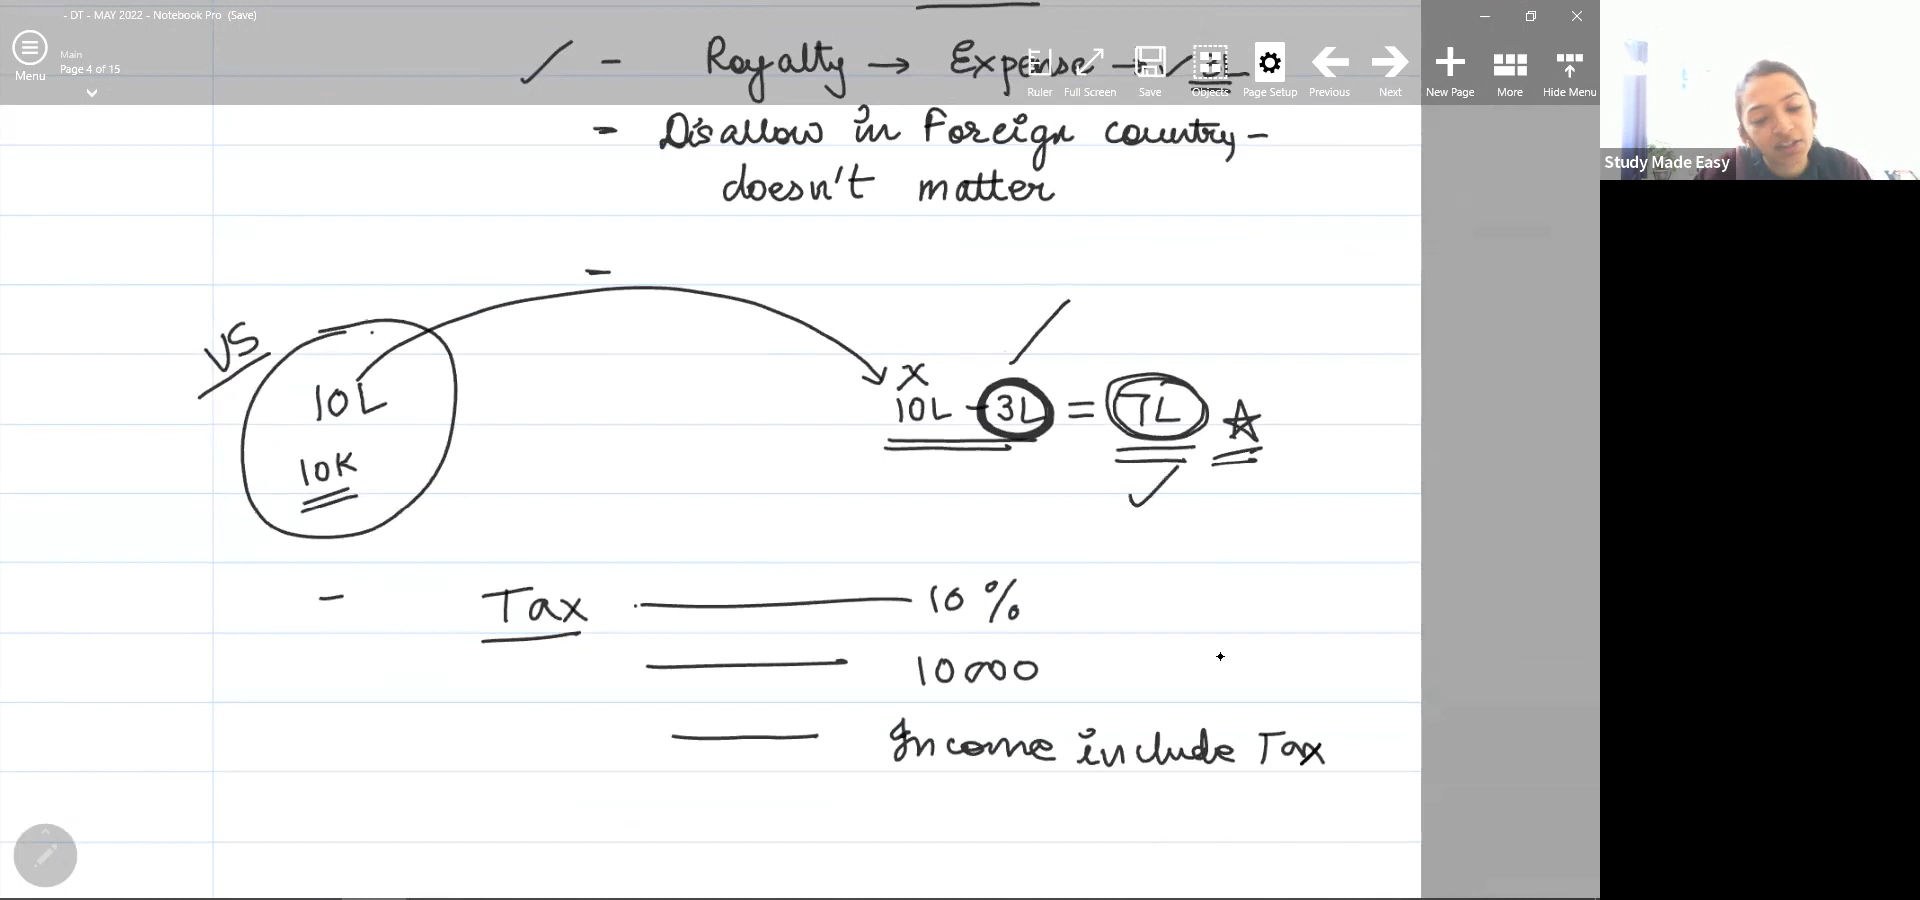 - DT - MAY 2022 - Notebook Pro (Save)
Menu
Main
Page 4 of 15
Ruler Full Screen Save Objects Page Setup Previous Next New Page More Hide Menu
- Royalty → Expense →
- Disallow in Foreign country -
doesn't matter
Study Made Easy
-
VS
10L
10K
X
10L - 3L = 7L
- Tax 10 %
10000
Income include Tax